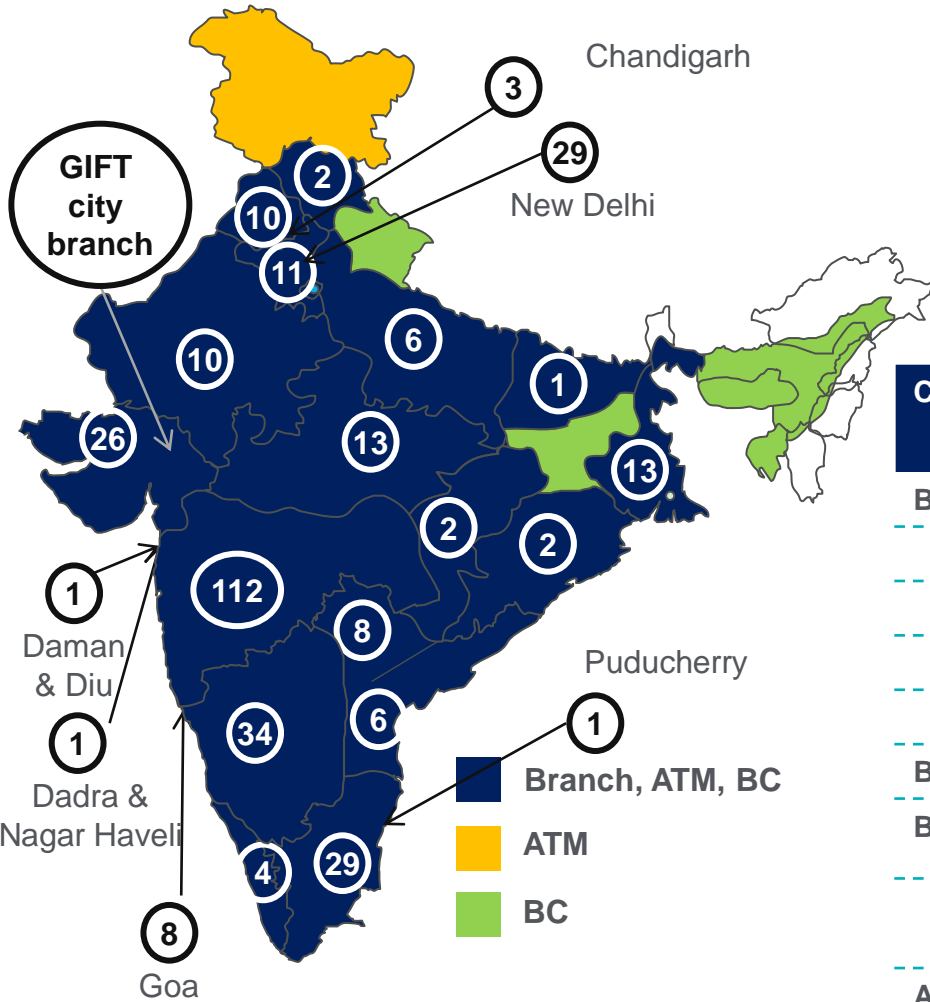 Chandigarh
3
29
New Delhi
GIFT
city
branch
2
10
11
10
6
1
26
13
13
2
2
112
8
1
Daman
& Diu
Puducherry
1
6
34
1
Dadra &
Nagar Haveli
Branch, ATM, BC
ATM
BC
4
29
8
Goa
C
B
B
B
A